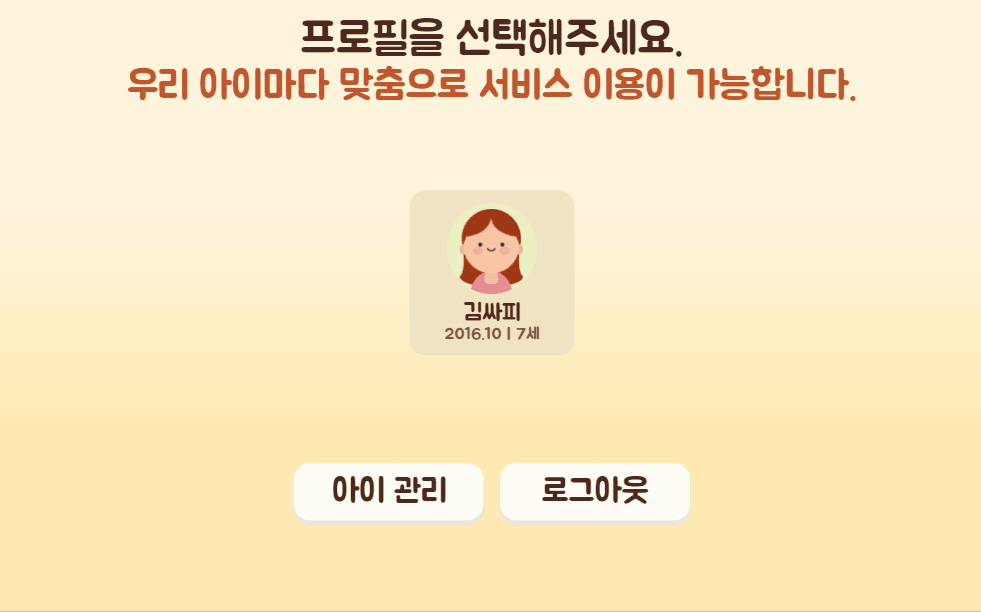 프로필을 선택해주세요.
우리 아이마다 맞춤으로 서비스 이용이 가능합니다.
김싸피
2016.10 | 7세
아이 관리
로그아웃